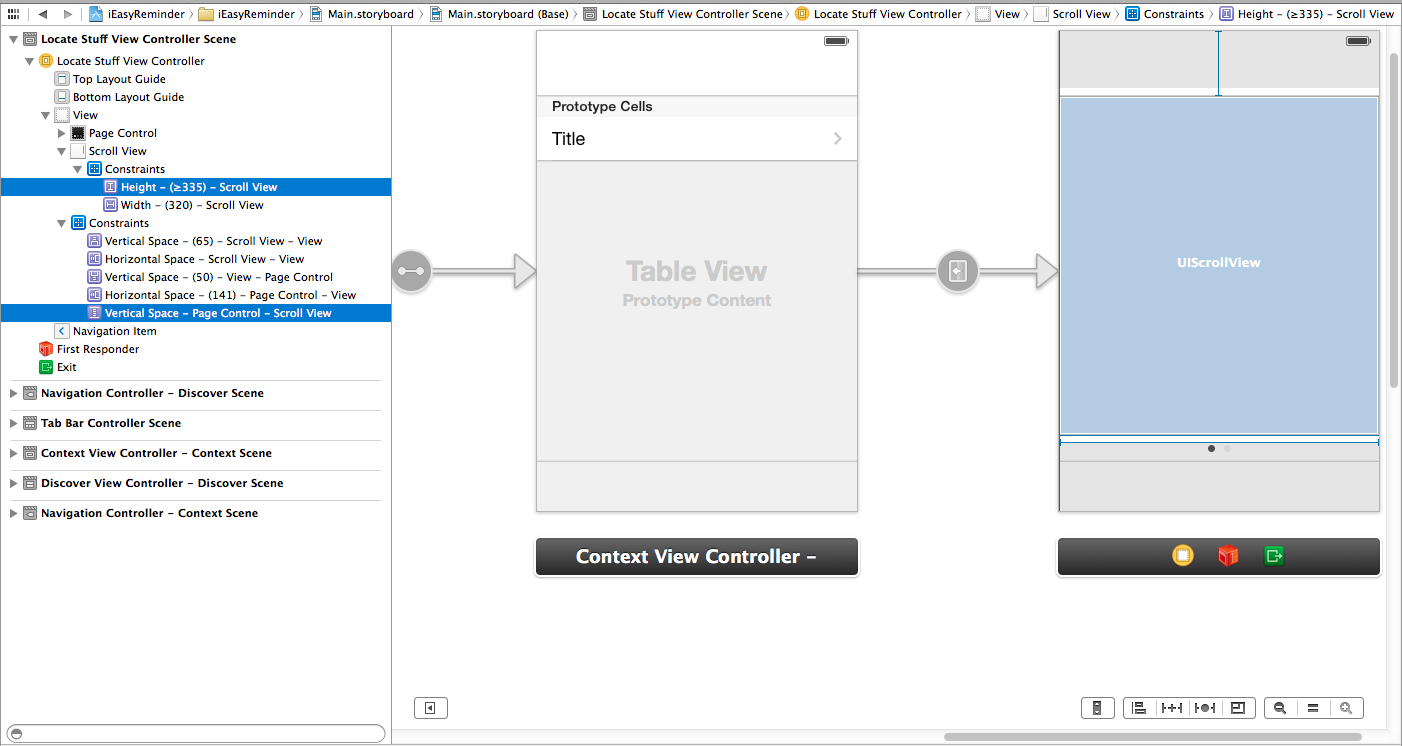 iEasyReminder iEasyReminder Main.storyboard Main.storyboard (Base) Locate Stuff View Controller Scene Locate Stuff View Controller View Scroll View Constraints Height – (≥335) – Scroll View
Locate Stuff View Controller Scene
Locate Stuff View Controller
Top Layout Guide
Bottom Layout Guide
View
Page Control
Scroll View
Constraints
Height – (≥335) – Scroll View
Width – (320) – Scroll View
Constraints
Vertical Space – (65) – Scroll View – View
Horizontal Space – Scroll View – View
Vertical Space – (50) – View – Page Control
Horizontal Space – (141) – Page Control – View
Vertical Space – Page Control – Scroll View
Navigation Item
First Responder
Exit
Navigation Controller – Discover Scene
Tab Bar Controller Scene
Context View Controller – Context Scene
Discover View Controller – Discover Scene
Navigation Controller – Context Scene
Prototype Cells
Title
Table View
Prototype Content
Context View Controller –
UIScrollView